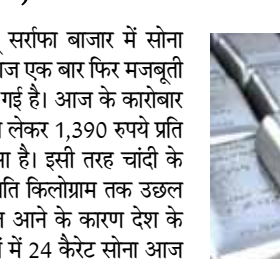 सर्राफा बाजार में सोना
एक बार फिर मजबूती
गई है। आज के कारोबार
लेकर 1,390 रुपये प्रति
है। इसी तरह चांदी के
किलोग्राम तक उछल
आने के कारण देश के
में 24 कैरेट सोना आज